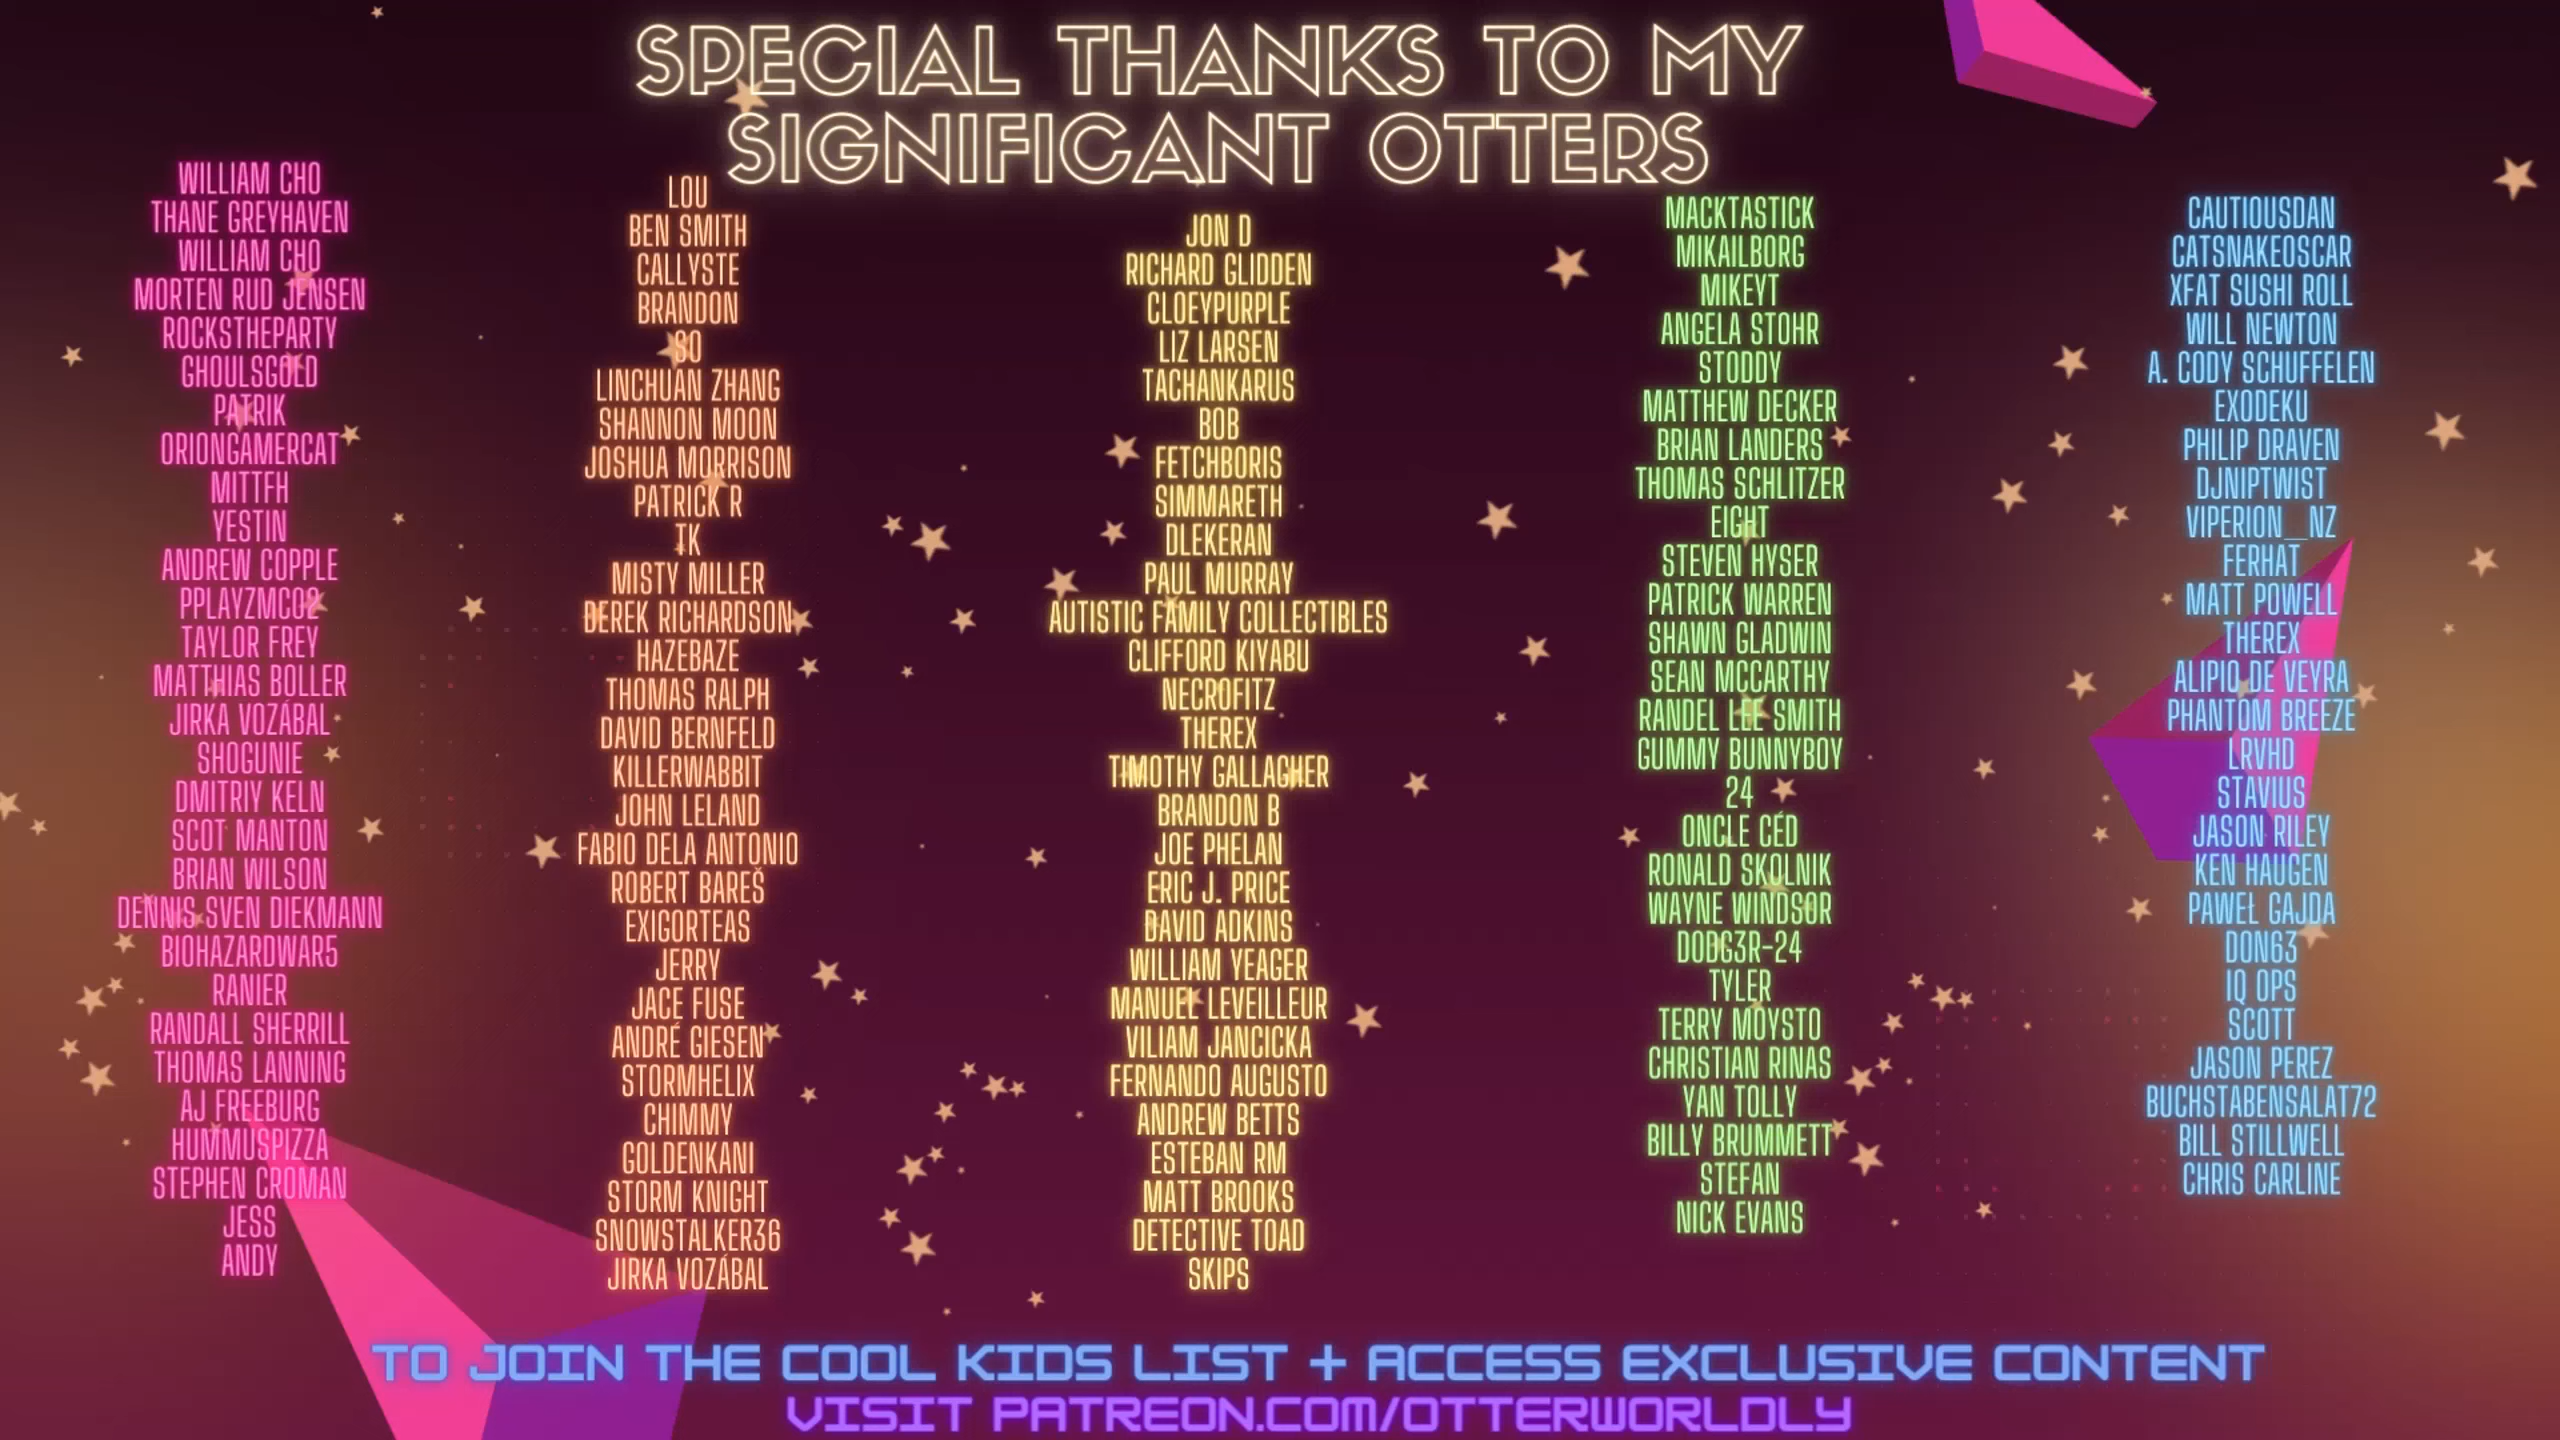 SPECIAL THANKS TO MY
SIGNIFICANT OTTERS
WILLIAM CHO
THANE GREYHAVEN
WILLIAM CHO
MORTEN RUD JENSEN
ROCKSTHEPARTY
GHOULSGOLD
PATRIK
ORIONGAMERCAT
MITTFH
YESTIN
ANDREW COPPLE
PPLAYZMCO2
TAYLOR FREY
MATTHIAS BOLLER
JIRKA VOZÁBAL
SHOGUNIE
DMITRIY KELN
SCOT MANTON
BRIAN WILSON
DENNIS SVEN DIEKMANN
BIOHAZARDWAR5
RANIER
RANDALL SHERRILL
THOMAS LANNING
AJ FREEBURG
HUMMUSPIZZA
STEPHEN CROMAN
JESS
ANDY
LOU
BEN SMITH
CALLYSTE
BRANDON
SO
LINCHUAN ZHANG
SHANNON MOON
JOSHUA MORRISON
PATRICK R
TK
MISTY MILLER
DEREK RICHARDSON
HAZEBAZE
THOMAS RALPH
DAVID BERNFELD
KILLERWABBIT
JOHN LELAND
FABIO DELA ANTONIO
ROBERT BAREŠ
EXIGORTEAS
JERRY
JACE FUSE
ANDRÉ GIESEN
STORMHELIX
CHIMMY
GOLDENKANI
STORM KNIGHT
SNOWSTALKER36
JIRKA VOZÁBAL
JON D
RICHARD GLIDDEN
CLOEYPURPLE
LIZ LARSEN
TACHANKARUS
BOB
FETCHBORIS
SIMMARETH
DLEKERAN
PAUL MURRAY
AUTISTIC FAMILY COLLECTIBLES
CLIFFORD KIYABU
NECROFITZ
THEREX
TIMOTHY GALLAGHER
BRANDON B
JOE PHELAN
ERIC J. PRICE
DAVID ADKINS
WILLIAM YEAGER
MANUEL LEVEILLEUR
VILIAM JANCICKA
FERNANDO AUGUSTO
ANDREW BETTS
ESTEBAN RM
MATT BROOKS
DETECTIVE TOAD
SKIPS
MACKTASTICK
MIKAILBORG
MIKEYT
ANGELA STOHR
STODDY
MATTHEW DECKER
BRIAN LANDERS
THOMAS SCHLITZER
EIGHT
STEVEN HYSER
PATRICK WARREN
SHAWN GLADWIN
SEAN MCCARTHY
RANDEL LEE SMITH
GUMMY BUNNYBOY
24
ONCLE CÉD
RONALD SKOLNIK
WAYNE WINDSOR
DODG3R-24
TYLER
TERRY MOYSTO
CHRISTIAN RINAS
YAN TOLLY
BILLY BRUMMETT
STEFAN
NICK EVANS
CAUTIOUSDAN
CATSNAKEOSCAR
XFAT SUSHI ROLL
WILL NEWTON
A. CODY SCHUFFELEN
EXODEKU
PHILIP DRAVEN
DJNIPTWIST
VIPERION__NZ
FERHAT
MATT POWELL
THEREX
ALIPIO DE VEYRA
PHANTOM BREEZE
LRVHD
STAVIUS
JASON RILEY
KEN HAUGEN
PAWEŁ GAJDA
DON63
IQ OPS
SCOTT
JASON PEREZ
BUCHSTABENSALAT72
BILL STILLWELL
CHRIS CARLINE
TO JOIN THE COOL KIDS LIST + ACCESS EXCLUSIVE CONTENT
VISIT PATREON.COM/OTTERWORLDLY